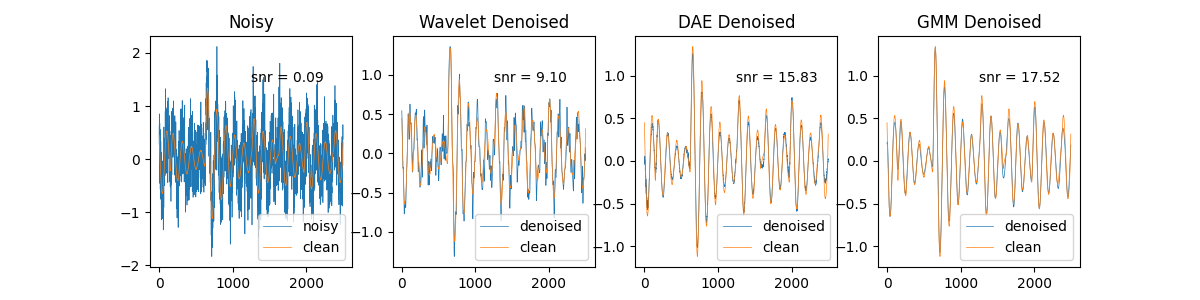 Noisy
2
1
0
−1
−2
0
1000
2000
snr = 0.09
noisy
clean
Wavelet Denoised
1.0
0.5
0.0
−0.5
−1.0
0
1000
2000
snr = 9.10
denoised
clean
DAE Denoised
1.0
0.5
0.0
−0.5
−1.0
0
1000
2000
snr = 15.83
denoised
clean
GMM Denoised
1.0
0.5
0.0
−0.5
−1.0
0
1000
2000
snr = 17.52
denoised
clean